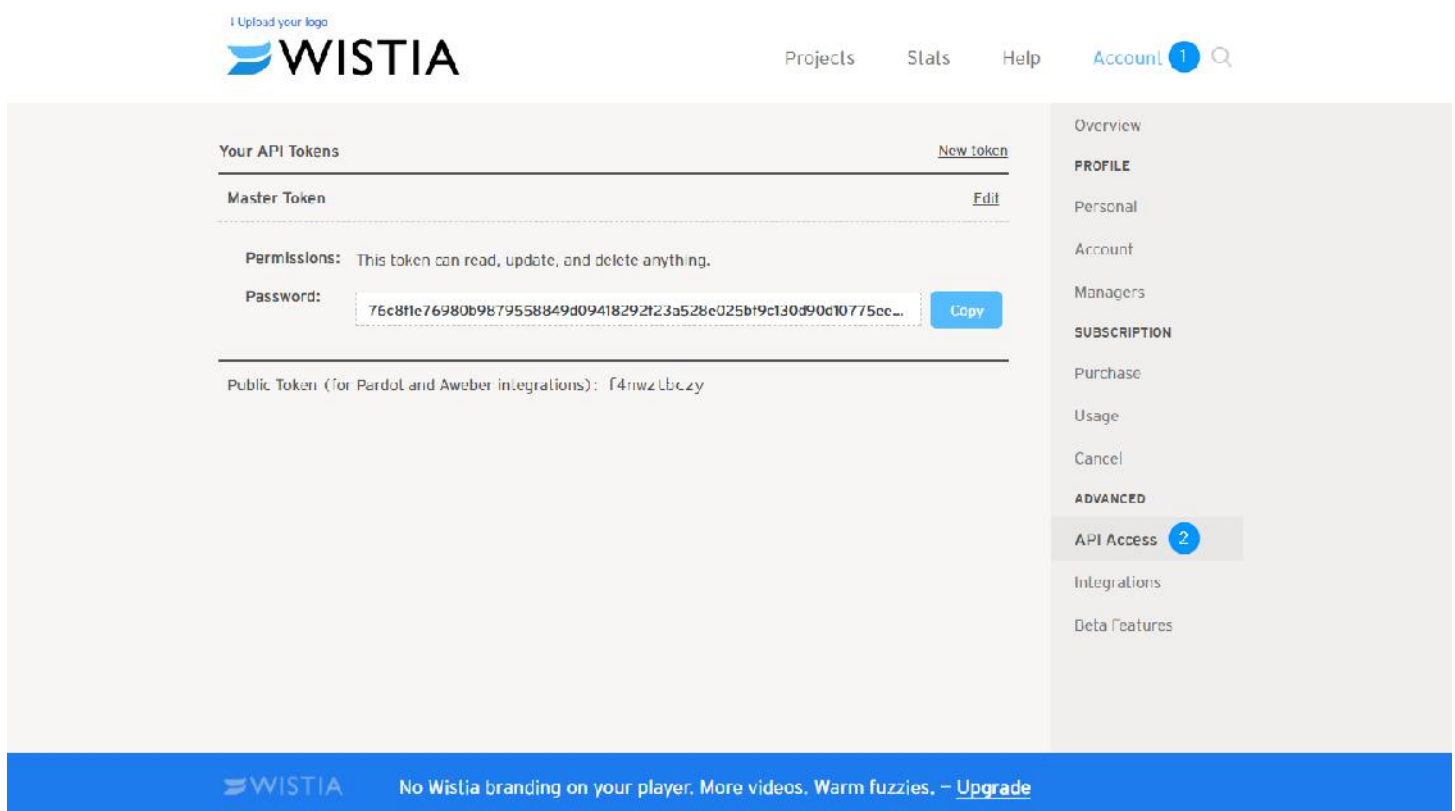 Upload your logo
WISTIA
Projects Stats Help Account 1
Your API Tokens New token
Master Token Edit
Permissions: This token can read, update, and delete anything.
Password: Copy
Public Token (for Pardot and Aweber integrations):
Overview
PROFILE
Personal
Account
Managers
SUBSCRIPTION
Purchase
Usage
Cancel
ADVANCED
API Access 2
Integrations
Beta Features
WISTIA No Wistia branding on your player. More videos. Warm fuzzies. – Upgrade